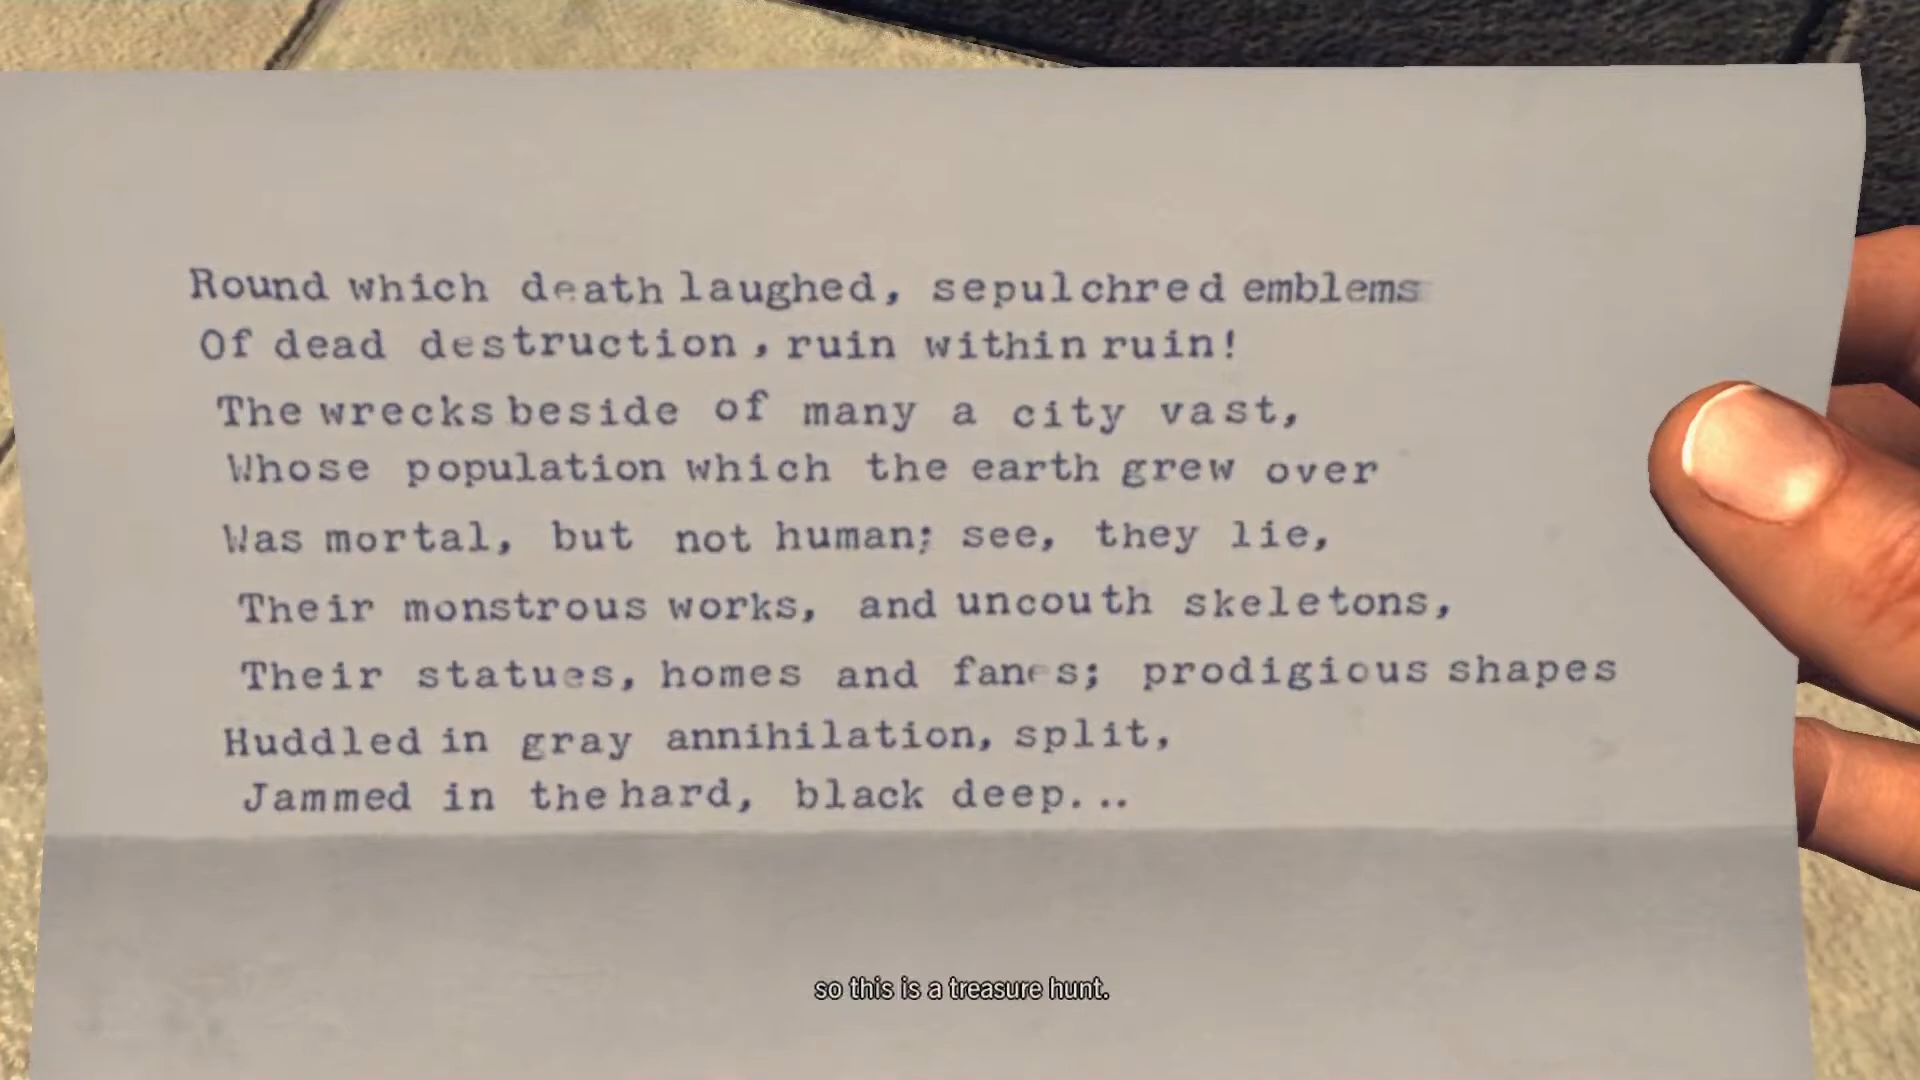 Round which death laughed, sepulchred emblems
Of dead destruction, ruin within ruin!
The wrecks beside of many a city vast,
Whose population which the earth grew over
Was mortal, but not human; see, they lie,
Their monstrous works, and uncouth skeletons,
Their statues, homes and fanes; prodigious shapes
Huddled in gray annihilation, split,
Jammed in the hard, black deep...
so this is a treasure hunt.